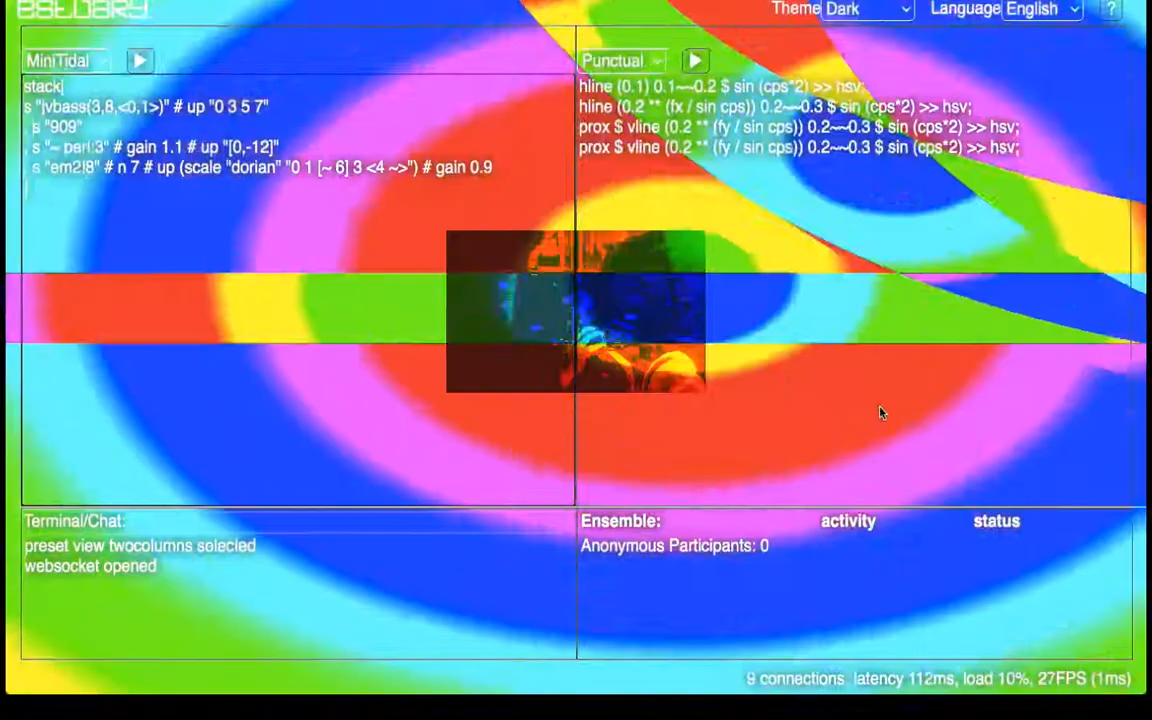 estuary
Theme Dark Language English ?
MiniTidal
stack[
s "jvbass(3,8,<0,1>)" # up "0 3 5 7"
, s "909"
, s "~ perl:3" # gain 1.1 # up "[0,-12]"
, s "em2!8" # n 7 # up (scale "dorian" "0 1 [~ 6] 3 <4 ~>") # gain 0.9
Punctual
hline (0.1) 0.1~~0.2 $ sin (cps*2) >> hsv;
hline (0.2 ** (fx / sin cps)) 0.2~~0.3 $ sin (cps*2) >> hsv;
prox $ vline (0.2 ** (fy / sin cps)) 0.2~~0.3 $ sin (cps*2) >> hsv;
prox $ vline (0.2 ** (fy / sin cps)) 0.2~~0.3 $ sin (cps*2) >> hsv;
Terminal/Chat:
preset view twocolumns selected
websocket opened
Ensemble: activity status
Anonymous Participants: 0
9 connections, latency 112ms, load 10%, 27FPS (1ms)